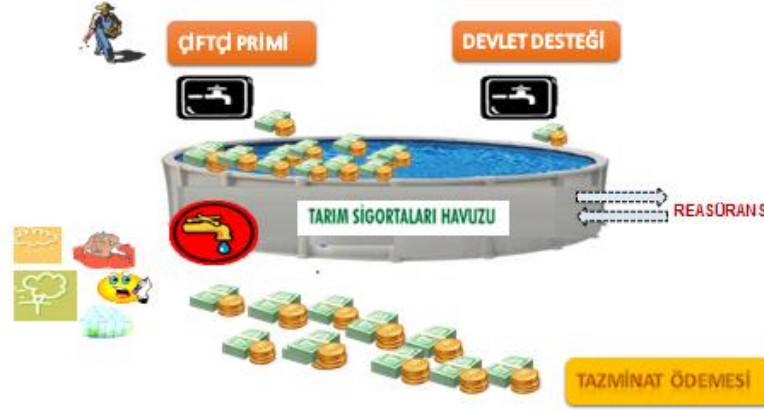 ÇİFTÇİ PRİMİ
DEVLET DESTEĞİ
TARIM SİGORTALARI HAVUZU
REASÜRANS
TAZMİNAT ÖDEMESİ